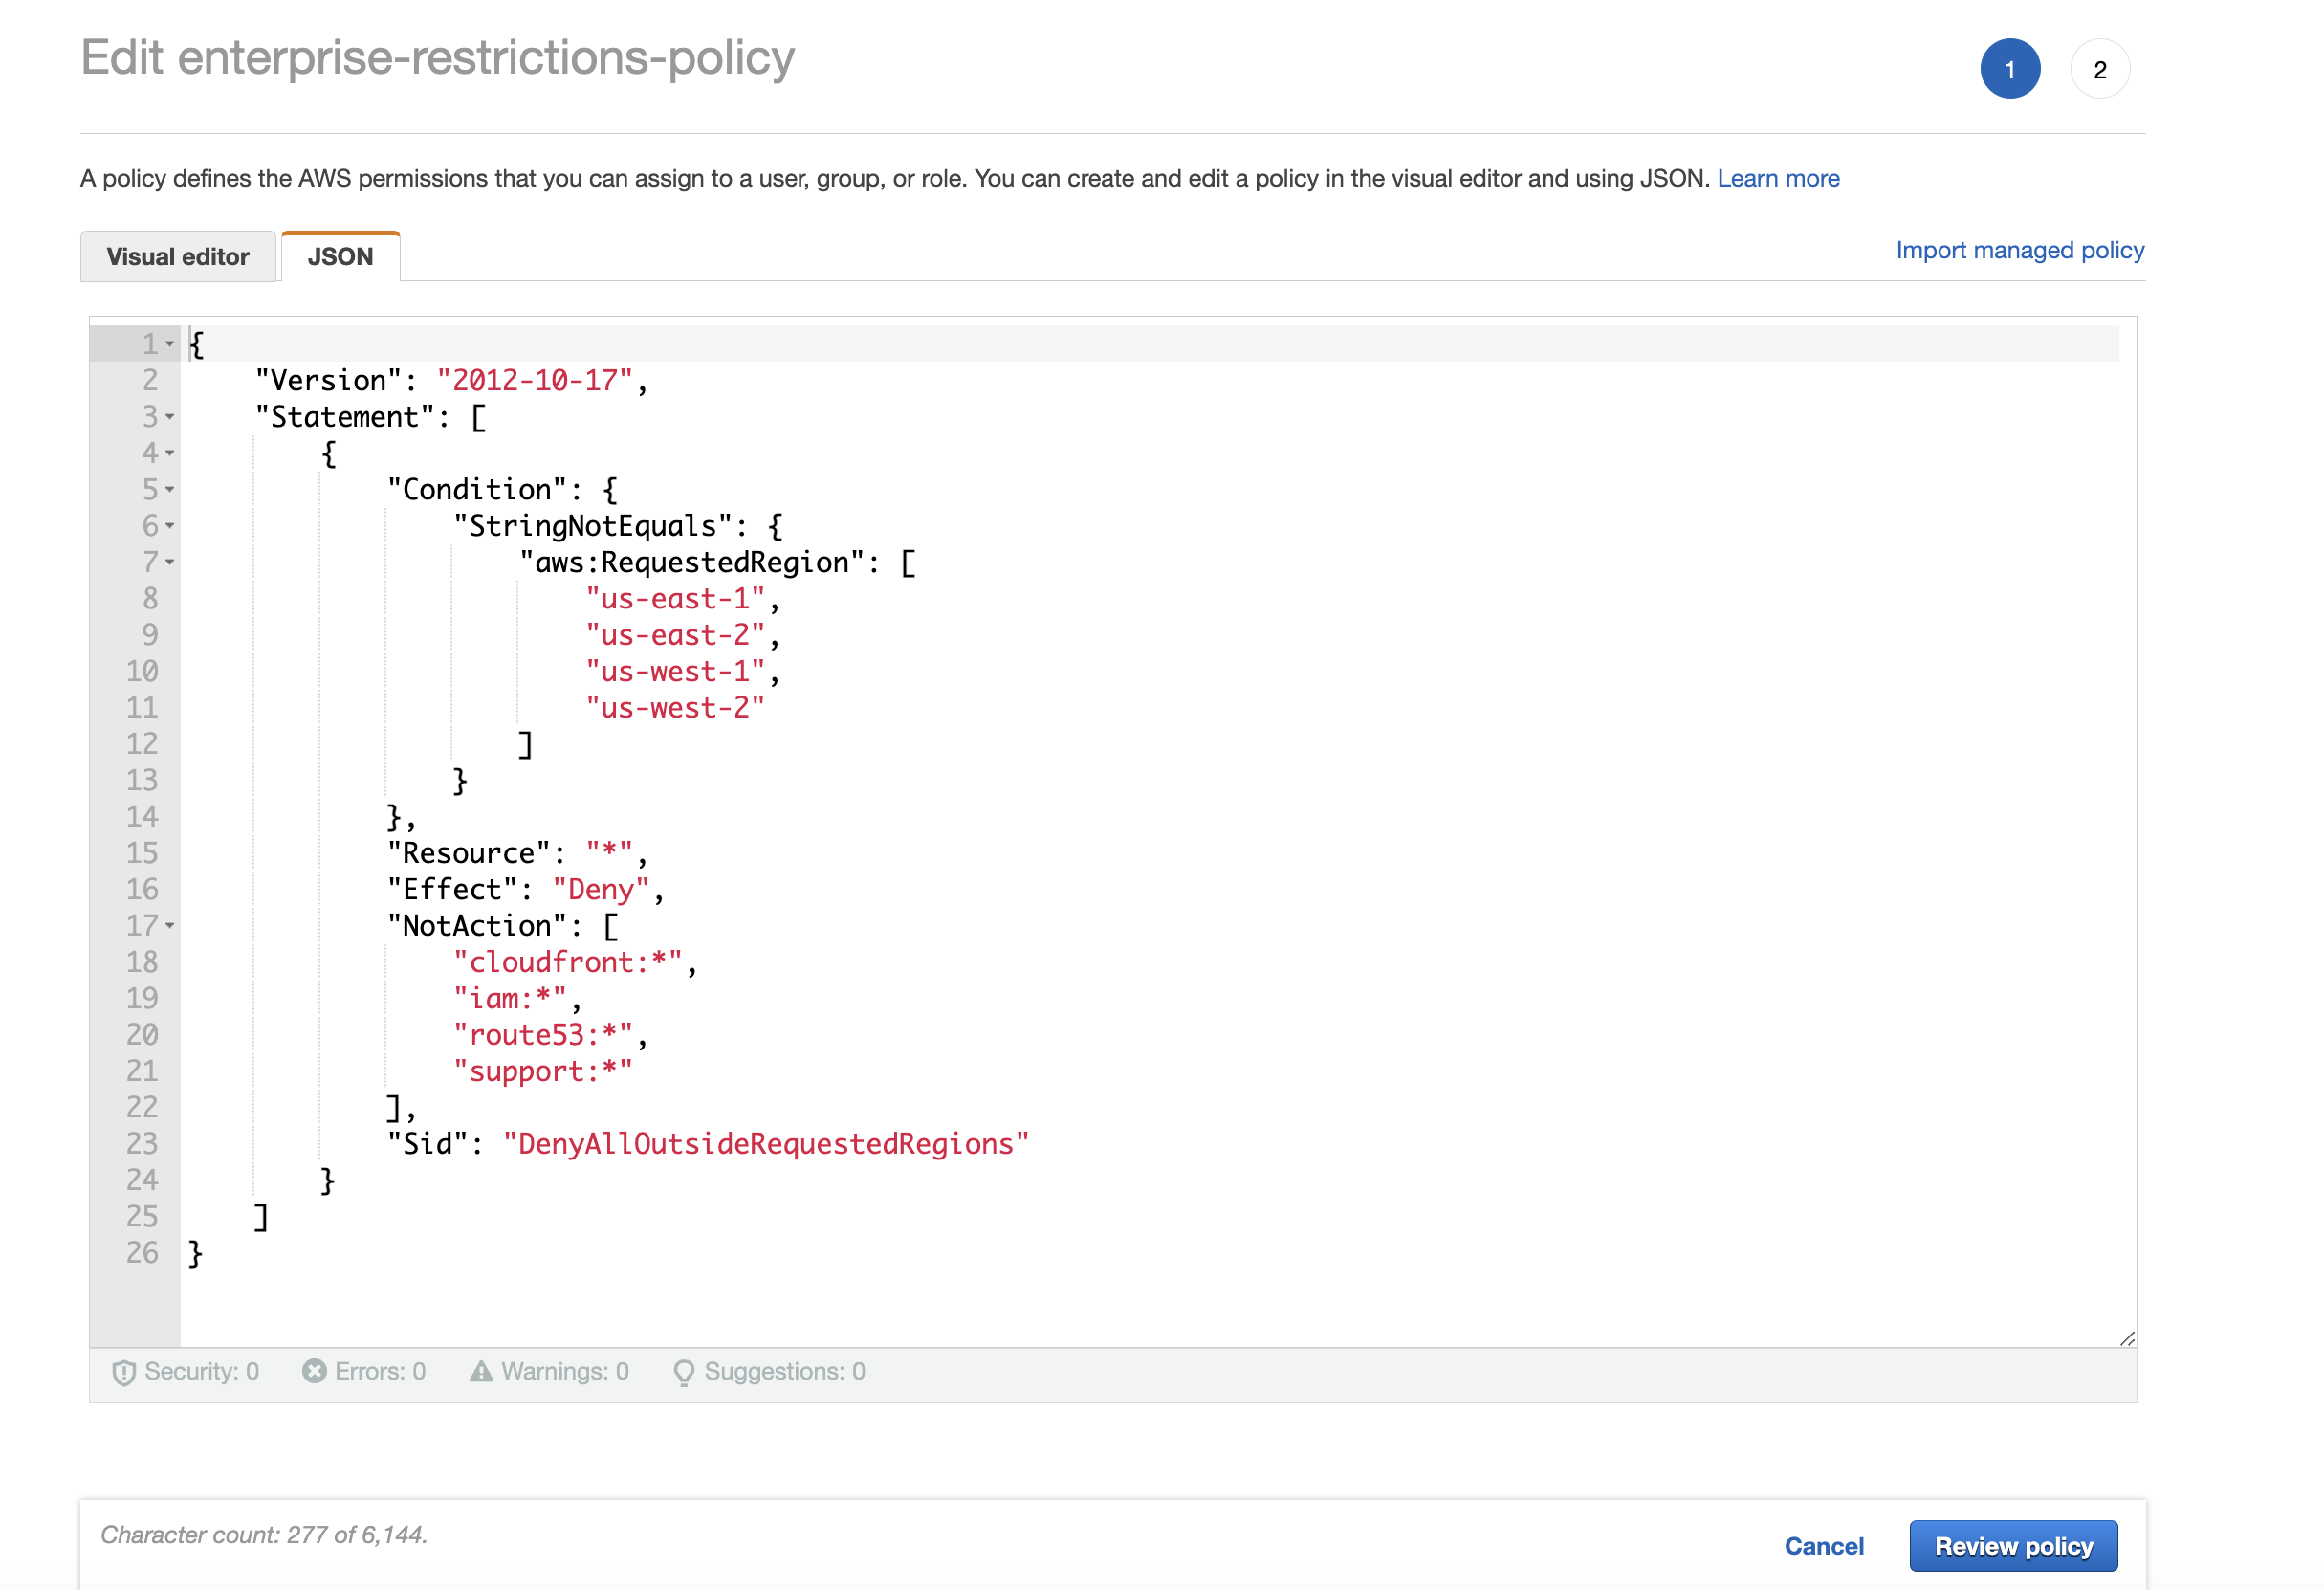 Edit enterprise-restrictions-policy
1
2
A policy defines the AWS permissions that you can assign to a user, group, or role. You can create and edit a policy in the visual editor and using JSON. Learn more
Visual editor JSON
Import managed policy
1 {
2 "Version": "2012-10-17",
3 "Statement": [
4 {
5 "Condition": {
6 "StringNotEquals": {
7 "aws:RequestedRegion": [
8 "us-east-1",
9 "us-east-2",
10 "us-west-1",
11 "us-west-2"
12 ]
13 }
14 },
15 "Resource": "*",
16 "Effect": "Deny",
17 "NotAction": [
18 "cloudfront:*",
19 "iam:*",
20 "route53:*",
21 "support:*"
22 ],
23 "Sid": "DenyAllOutsideRequestedRegions"
24 }
25 ]
26 }
Security: 0 Errors: 0 Warnings: 0 Suggestions: 0
Character count: 277 of 6,144.
Cancel Review policy